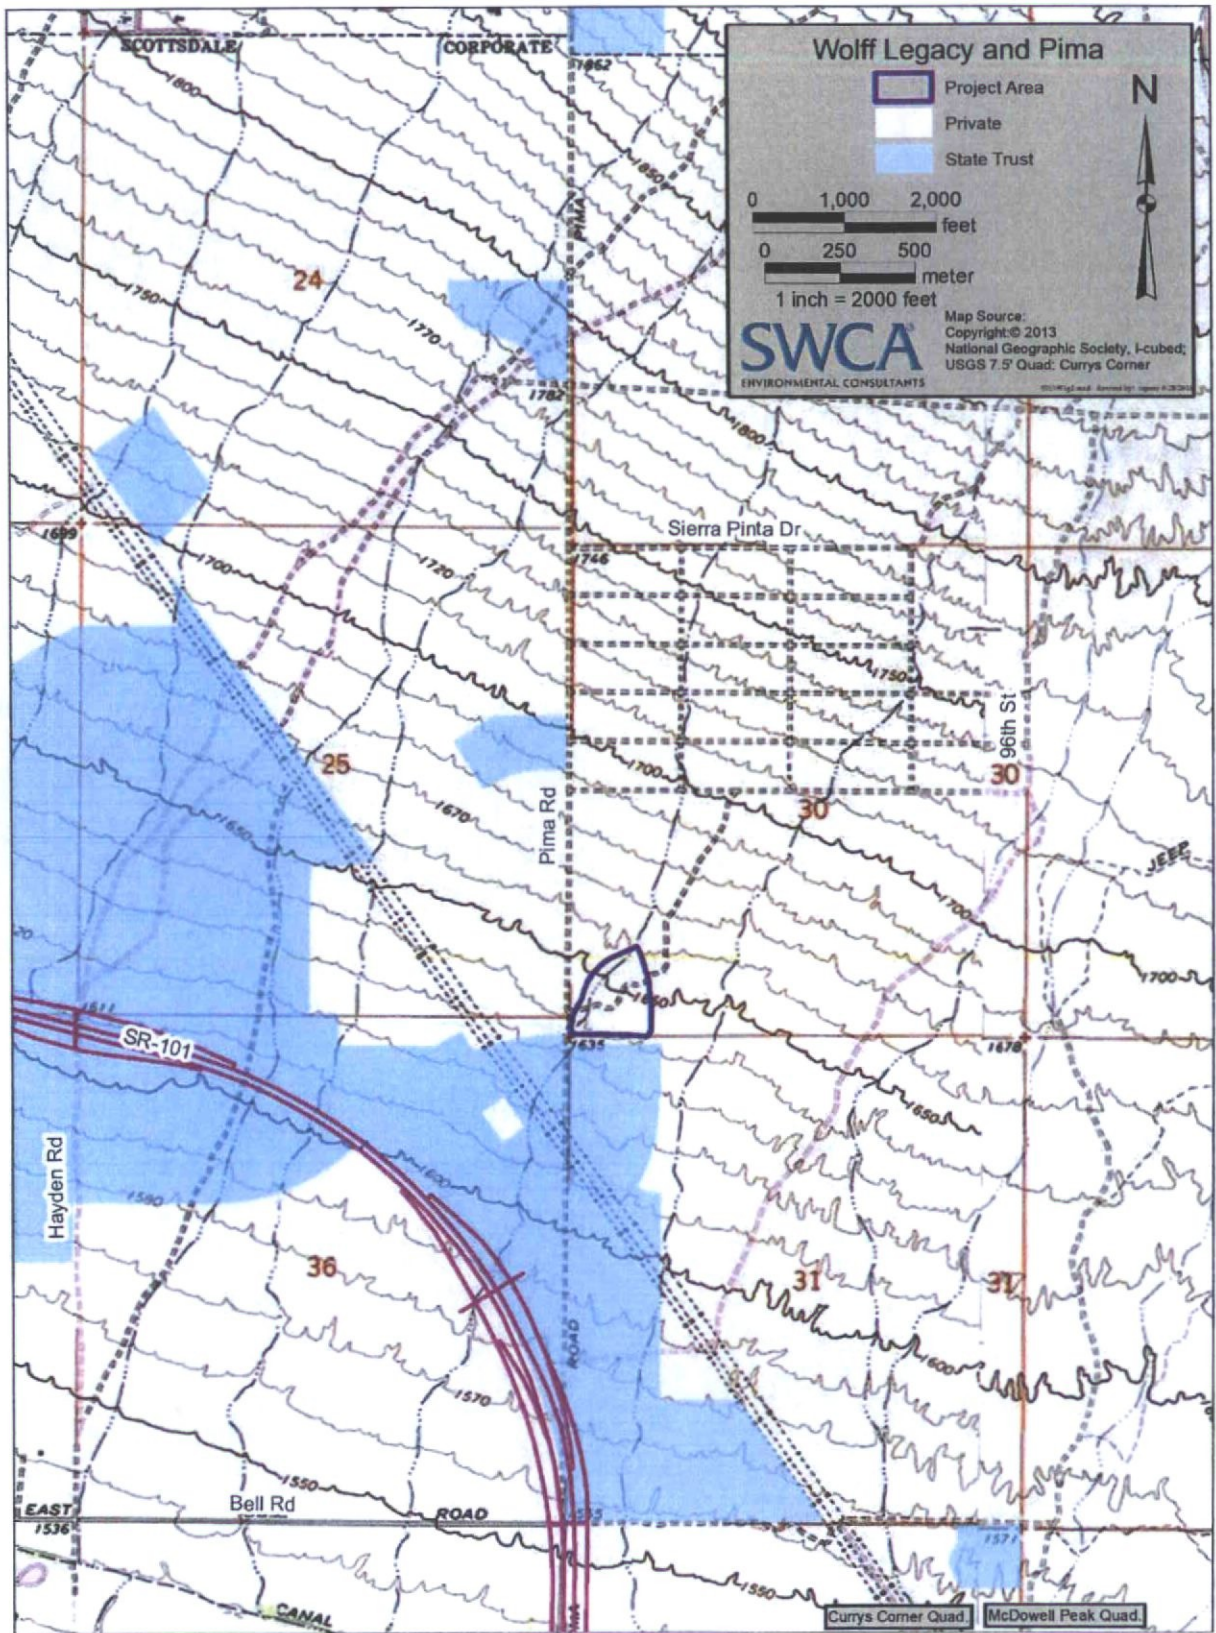 SCOTTSDALE CORPORATE
1862
Wolff Legacy and Pima
Project Area
Private
State Trust
N
0 1,000 2,000
feet
0 250 500
meter
1 inch = 2000 feet
SWCA
ENVIRONMENTAL CONSULTANTS
Map Source:
Copyright:© 2013
National Geographic Society, i-cubed;
USGS 7.5' Quad: Currys Corner
1800
1850
PIMA
24
1750
1770
1782
1800
1699
Sierra Pinta Dr
1700
1720
1746
1750
96th St
25
1700
30
30
1650
1670
Pima Rd
JEEP
1700
1700
20
1650
1611
SR-101
1635
1678
1650
Hayden Rd
1600
1580
36
31
31
ROAD
1600
1570
1550
EAST
Bell Rd
ROAD
1536
1571
1550
CANAL
Currys Corner Quad.
McDowell Peak Quad.